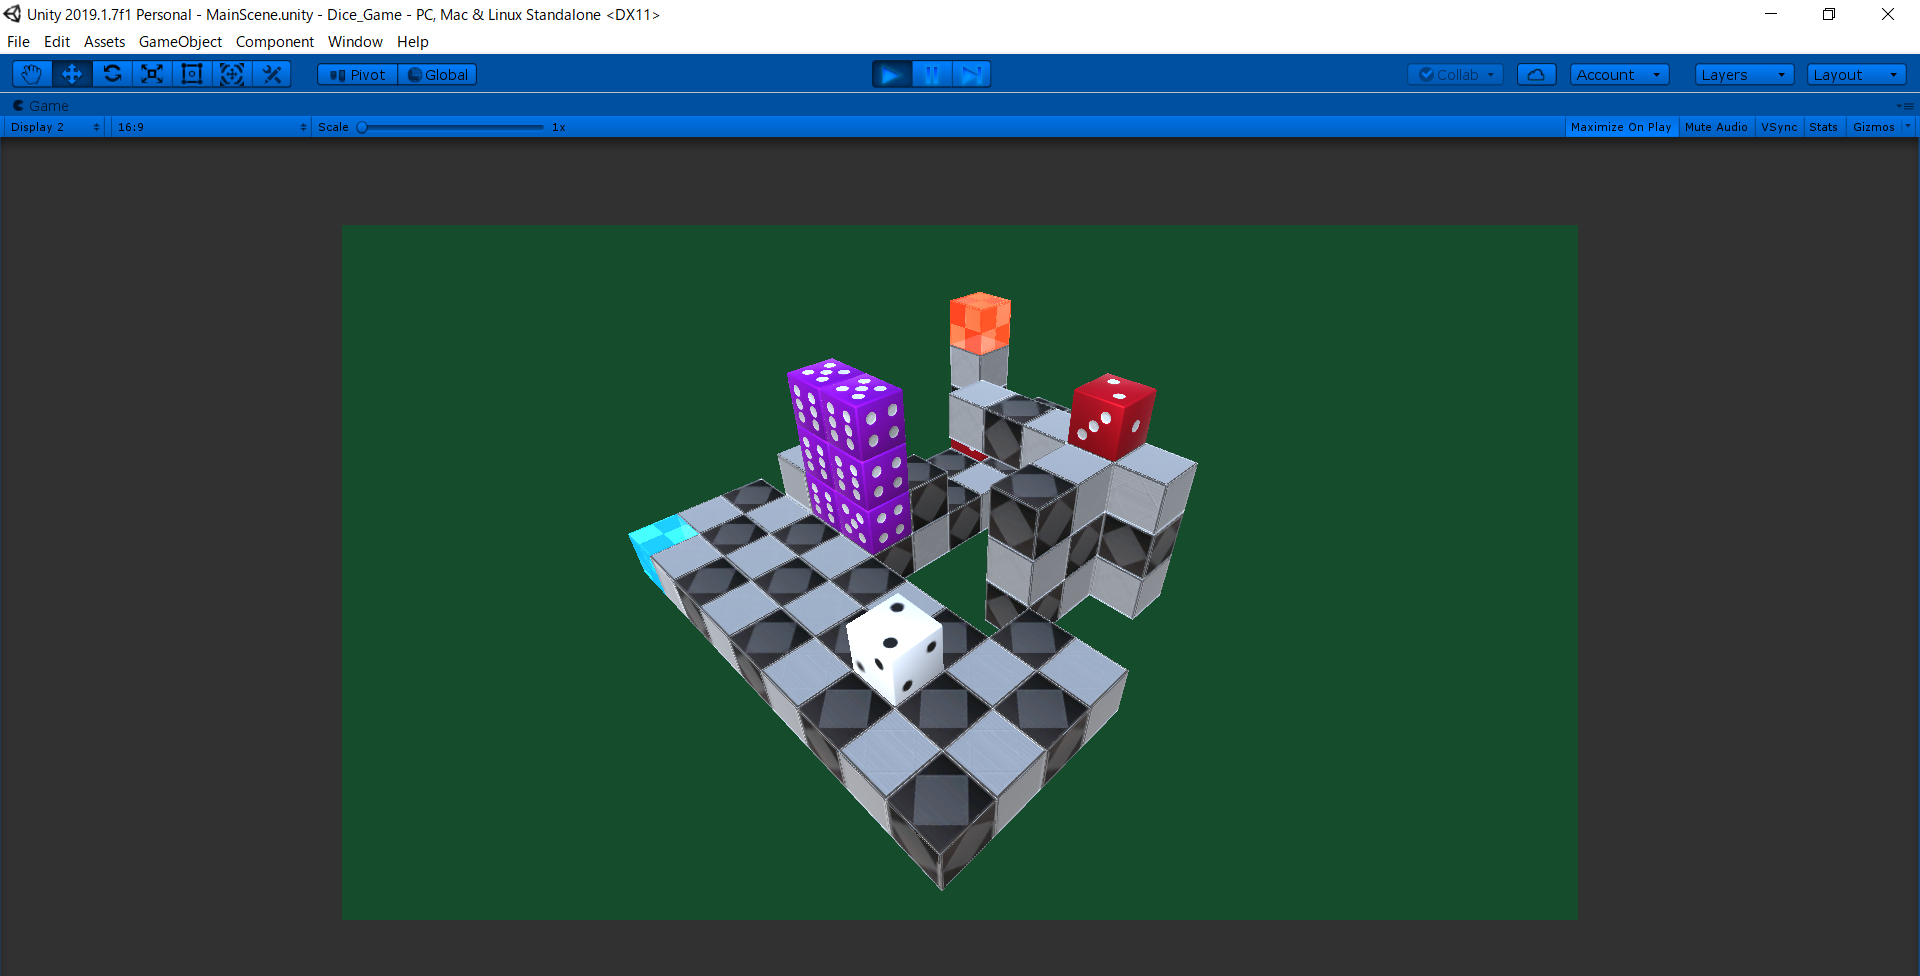 Unity 2019.1.7f1 Personal - MainScene.unity - Dice_Game - PC, Mac & Linux Standalone <DX11>
File Edit Assets GameObject Component Window Help
Pivot Global Collab Account Layers Layout
Game
Display 2 16:9 Scale 1x Maximize On Play Mute Audio VSync Stats Gizmos